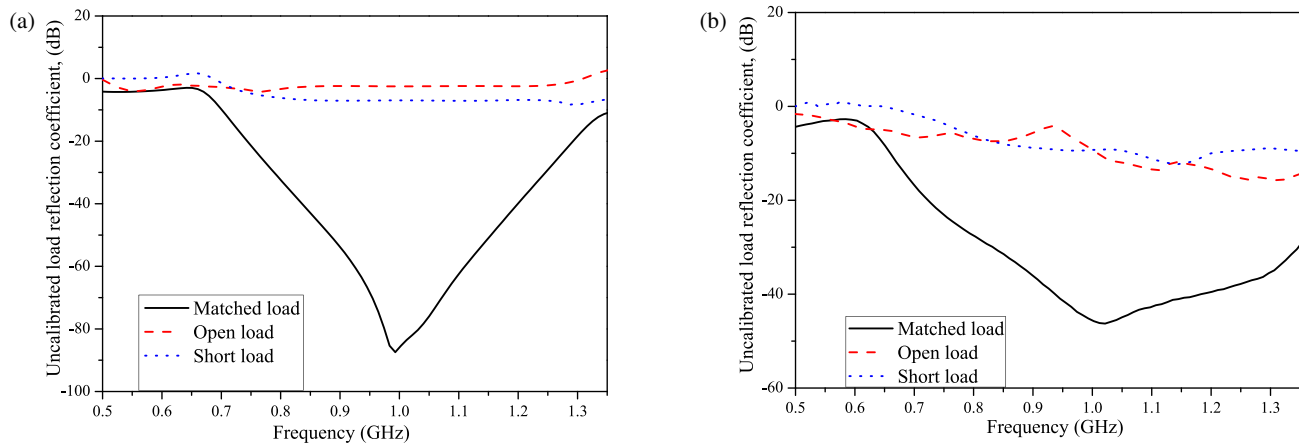 (a)
Uncalibrated load reflection coefficient, (dB)
20
0
-20
-40
-60
-80
-100
Matched load
Open load
Short load
0.5 0.6 0.7 0.8 0.9 1.0 1.1 1.2 1.3
Frequency (GHz)
(b)
Uncalibrated load reflection coefficient, (dB)
20
0
-20
-40
-60
Matched load
Open load
Short load
0.5 0.6 0.7 0.8 0.9 1.0 1.1 1.2 1.3
Frequency (GHz)